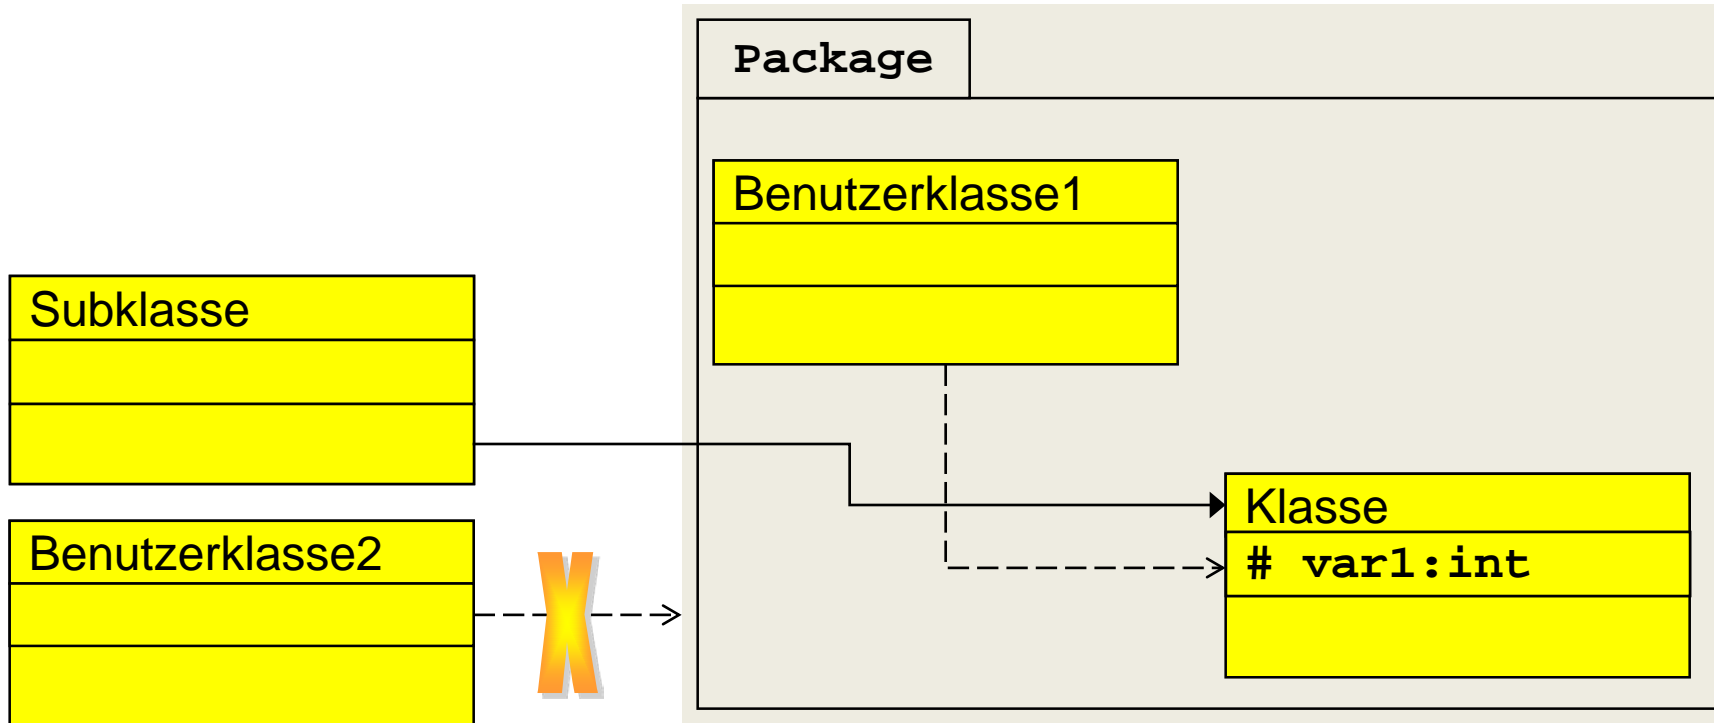 Package
Benutzerklasse1
Subklasse
Klasse
# var1:int
Benutzerklasse2
X